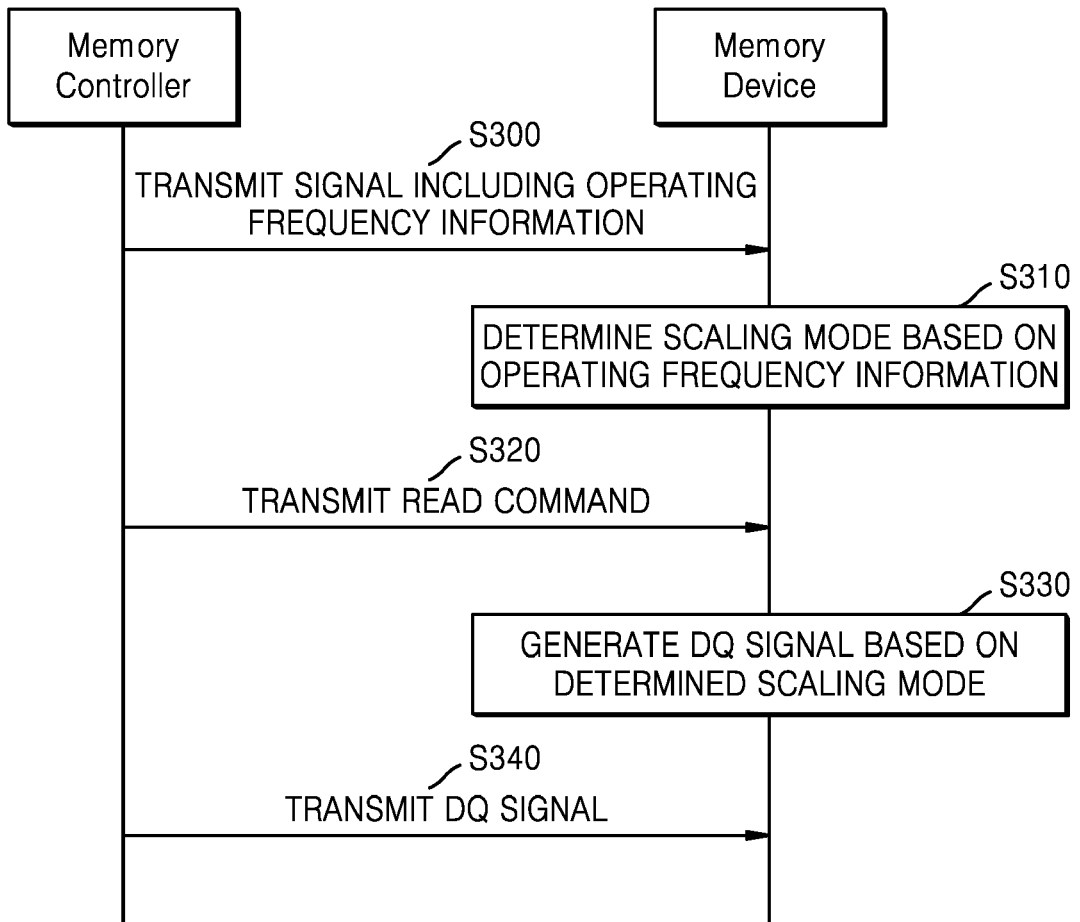 Memory
Controller
Memory
Device
S300
TRANSMIT SIGNAL INCLUDING OPERATING
FREQUENCY INFORMATION
S310
DETERMINE SCALING MODE BASED ON
OPERATING FREQUENCY INFORMATION
S320
TRANSMIT READ COMMAND
S330
GENERATE DQ SIGNAL BASED ON
DETERMINED SCALING MODE
S340
TRANSMIT DQ SIGNAL